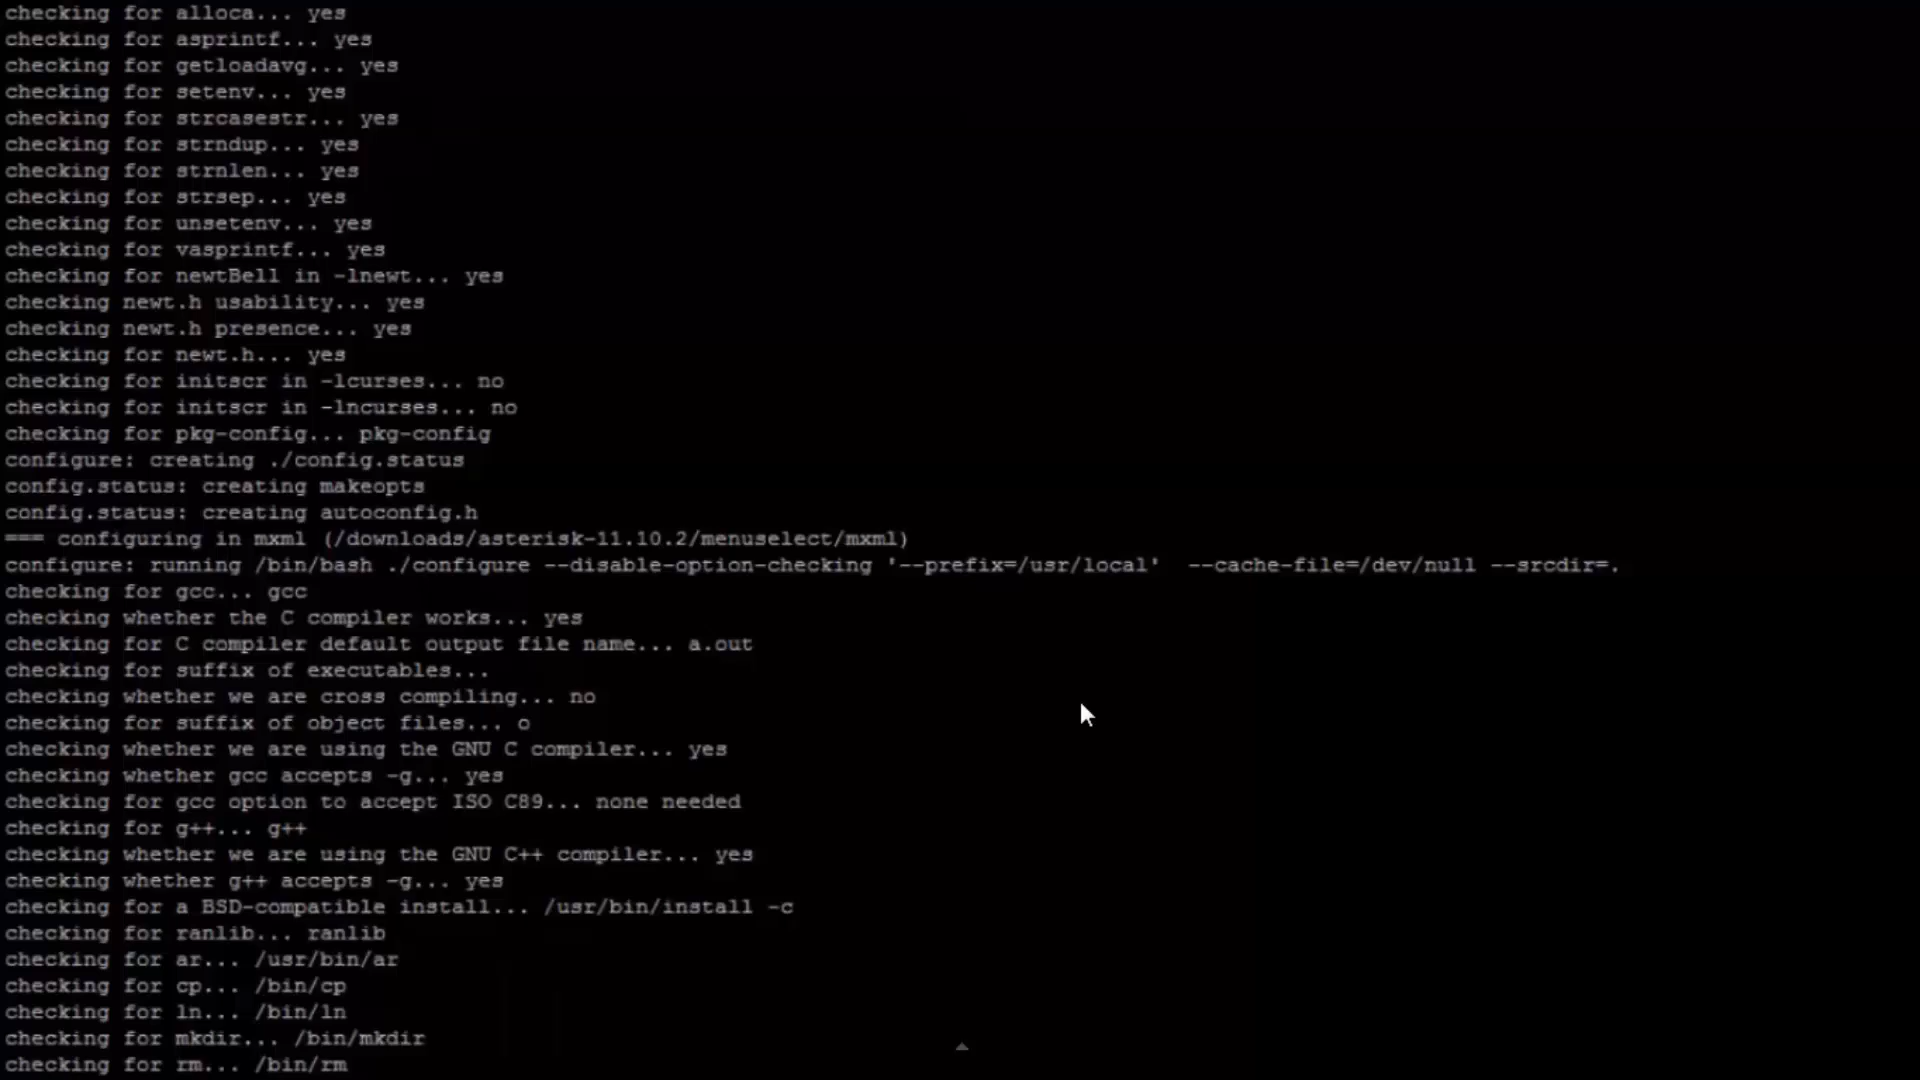 checking for alloca... yes
checking for asprintf... yes
checking for getloadavg... yes
checking for setenv... yes
checking for strcasestr... yes
checking for strndup... yes
checking for strnlen... yes
checking for strsep... yes
checking for unsetenv... yes
checking for vasprintf... yes
checking for newtBell in -lnewt... yes
checking newt.h usability... yes
checking newt.h presence... yes
checking for newt.h... yes
checking for initscr in -lcurses... no
checking for initscr in -lncurses... no
checking for pkg-config... pkg-config
configure: creating ./config.status
config.status: creating makeopts
config.status: creating autoconfig.h
=== configuring in mxml (/downloads/asterisk-11.10.2/menuselect/mxml)
configure: running /bin/bash ./configure --disable-option-checking '--prefix=/usr/local'  --cache-file=/dev/null --srcdir=.
checking for gcc... gcc
checking whether the C compiler works... yes
checking for C compiler default output file name... a.out
checking for suffix of executables...
checking whether we are cross compiling... no
checking for suffix of object files... o
checking whether we are using the GNU C compiler... yes
checking whether gcc accepts -g... yes
checking for gcc option to accept ISO C89... none needed
checking for g++... g++
checking whether we are using the GNU C++ compiler... yes
checking whether g++ accepts -g... yes
checking for a BSD-compatible install... /usr/bin/install -c
checking for ranlib... ranlib
checking for ar... /usr/bin/ar
checking for cp... /bin/cp
checking for ln... /bin/ln
checking for mkdir... /bin/mkdir
checking for rm... /bin/rm